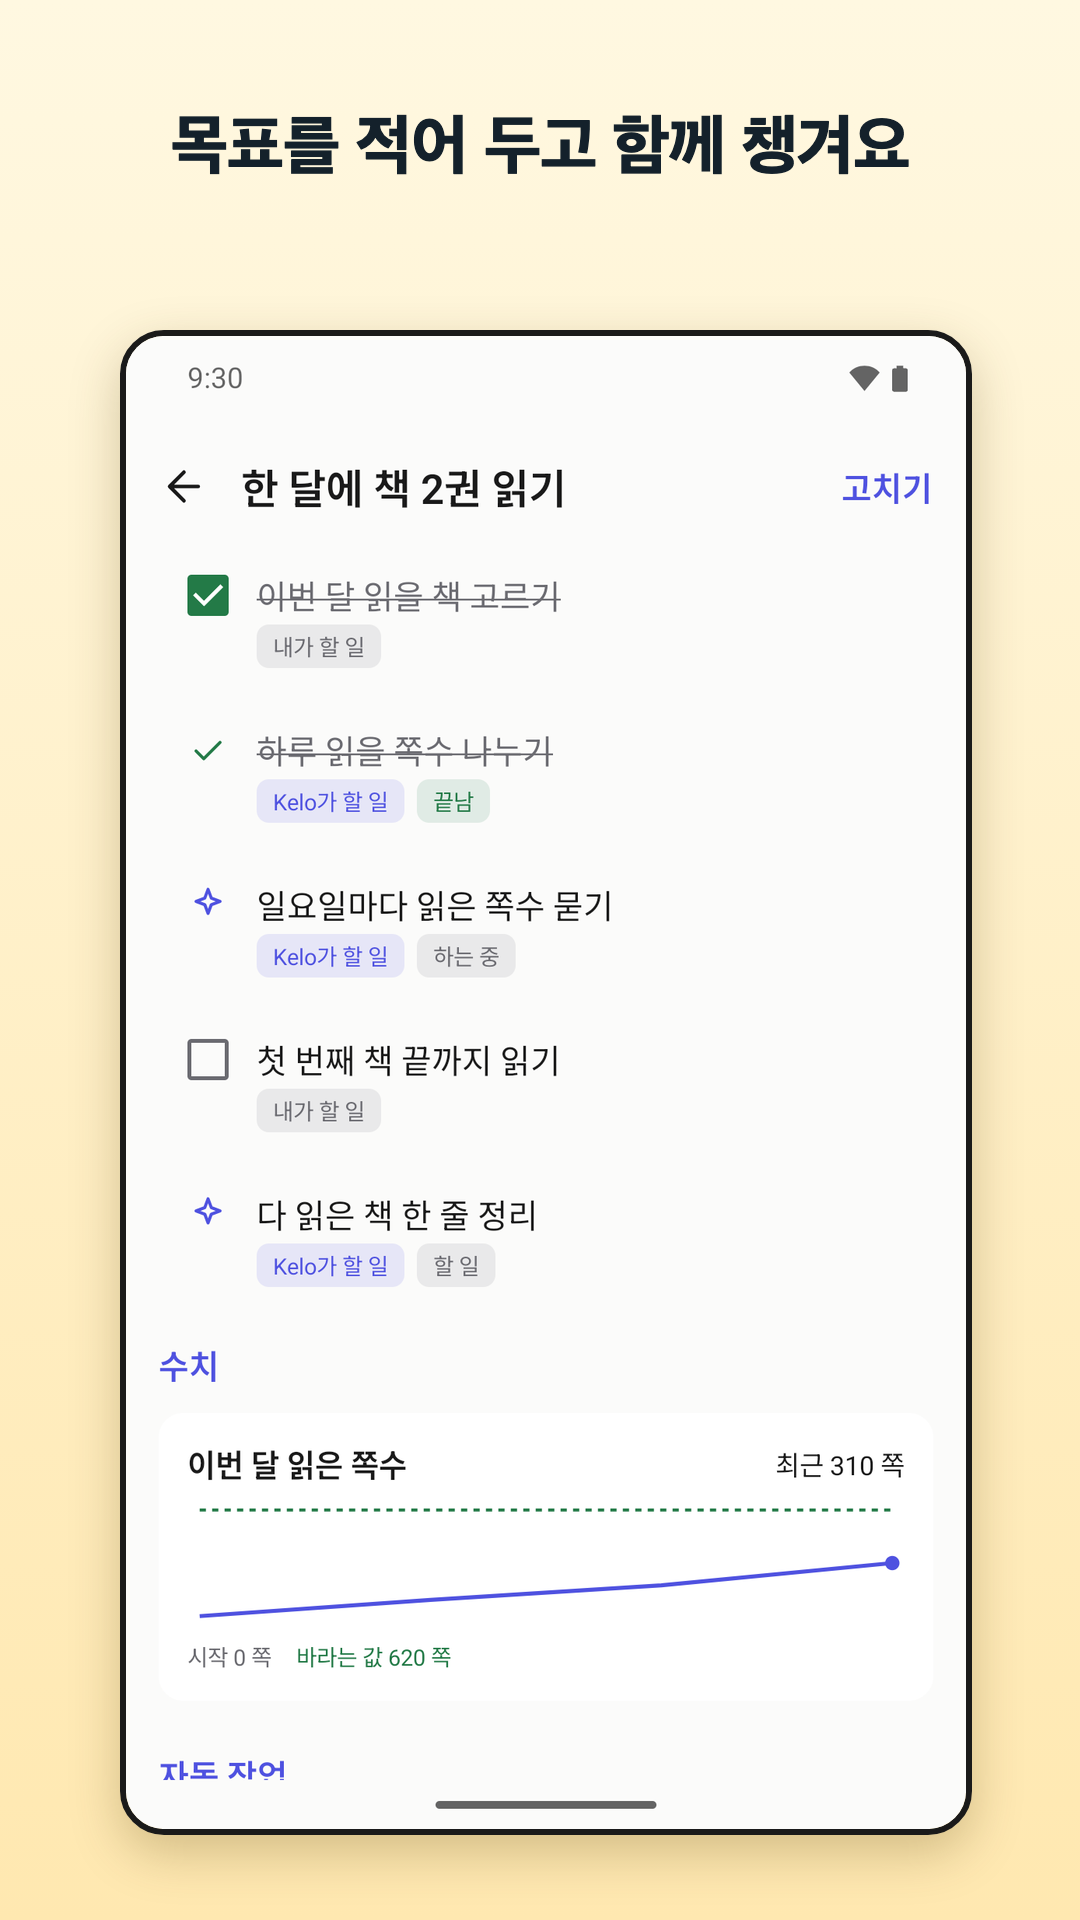 목표를 적어 두고 함께 챙겨요
9:30
한 달에 책 2권 읽기
고치기
이번 달 읽을 책 고르기
내가 할 일
하루 읽을 쪽수 나누기
Kelo가 할 일 끝남
일요일마다 읽은 쪽수 묻기
Kelo가 할 일 하는 중
첫 번째 책 끝까지 읽기
내가 할 일
다 읽은 책 한 줄 정리
Kelo가 할 일 할 일
수치
이번 달 읽은 쪽수
최근 310 쪽
시작 0 쪽 바라는 값 620 쪽
자동 작업